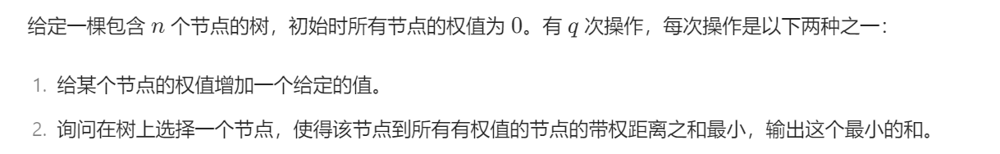 给定一棵包含 n 个节点的树，初始时所有节点的权值为 0。有 q 次操作，每次操作是以下两种之一：
1. 给某个节点的权值增加一个给定的值。
2. 询问在树上选择一个节点，使得该节点到所有有权值的节点的带权距离之和最小，输出这个最小的和。